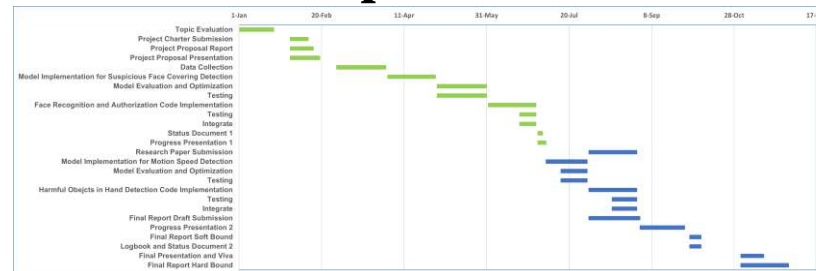 1-Jan 20-Feb 11-Apr 31-May 20-Jul 8-Sep 28-Oct
Topic Evaluation
Project Charter Submission
Project Proposal Report
Project Proposal Presentation
Data Collection
Model Implementation for Suspicious Face Covering Detection
Model Evaluation and Optimization
Testing
Face Recognition and Authorization Code Implementation
Testing
Integrate
Status Document 1
Progress Presentation 1
Research Paper Submission
Model Implementation for Motion Speed Detection
Model Evaluation and Optimization
Testing
Harmful Obejcts in Hand Detection Code Implementation
Testing
Integrate
Final Report Draft Submission
Progress Presentation 2
Final Report Soft Bound
Logbook and Status Document 2
Final Presentation and Viva
Final Report Hard Bound